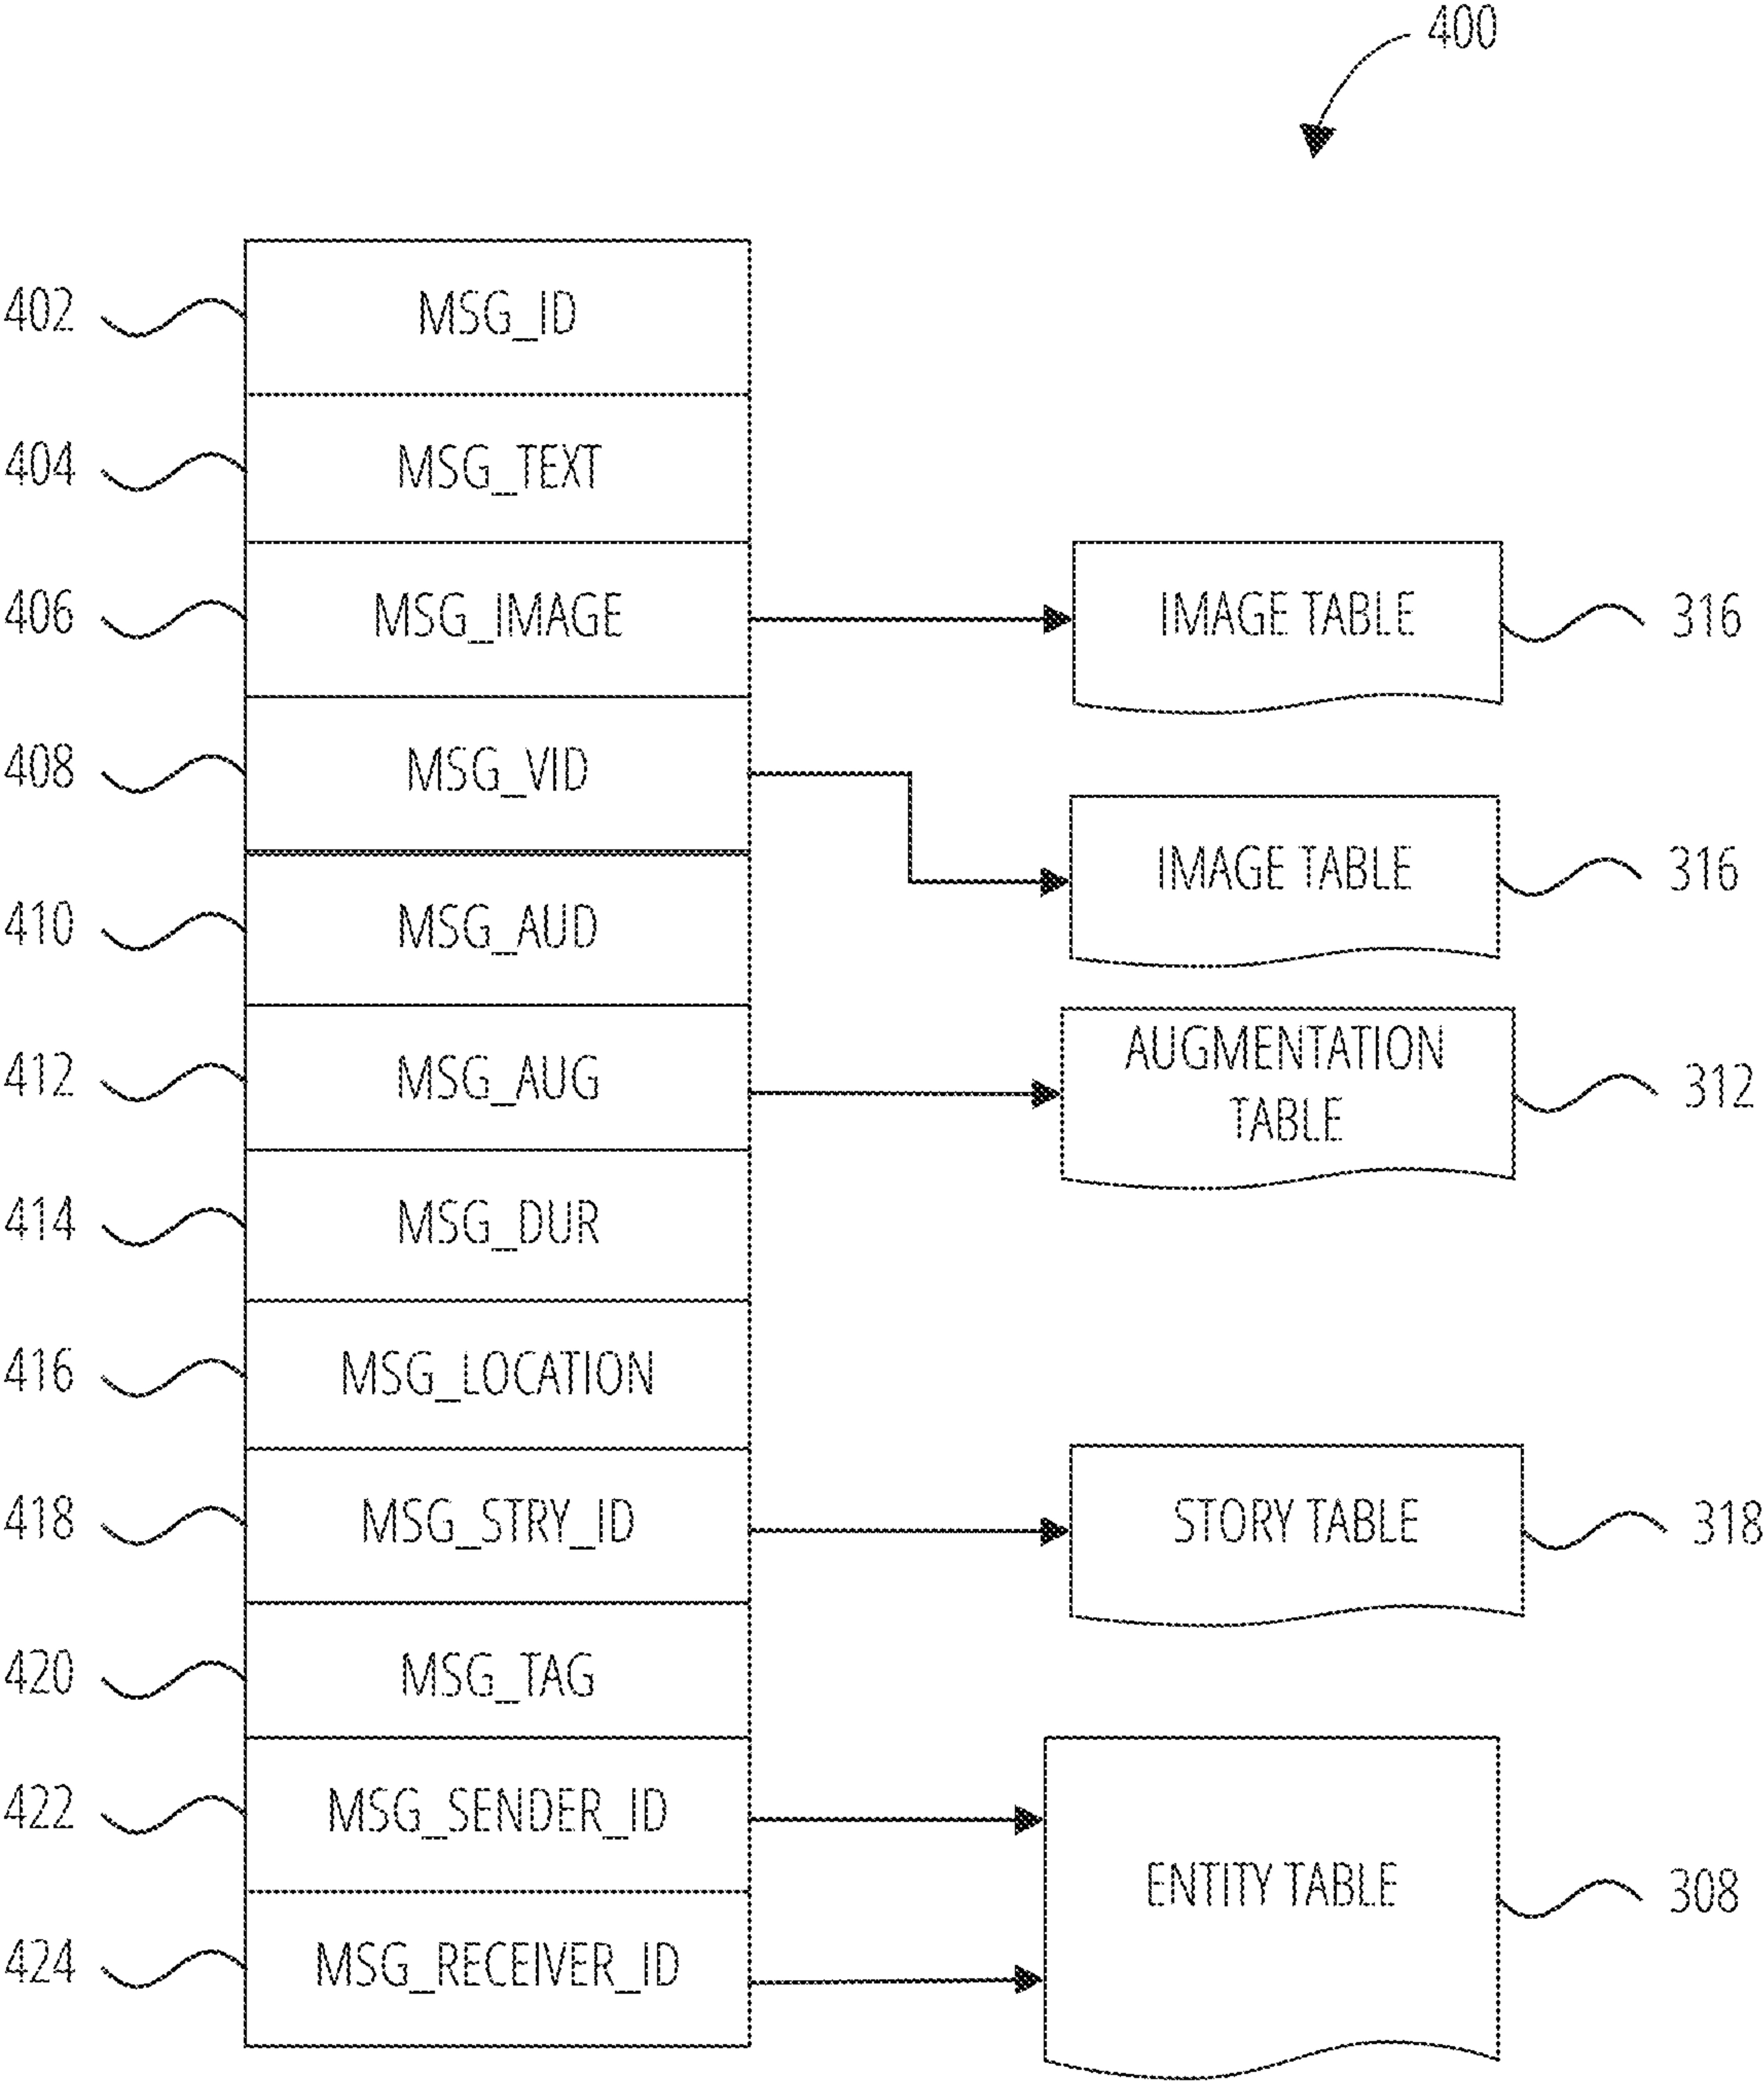 400
402 MSG_ID
404 MSG_TEXT
406 MSG_IMAGE IMAGE TABLE 316
408 MSG_VID
IMAGE TABLE 316
410 MSG_AUD
412 MSG_AUG AUGMENTATION
TABLE 312
414 MSG_DUR
416 MSG_LOCATION
418 MSG_STRY_ID STORY TABLE 318
420 MSG_TAG
422 MSG_SENDER_ID
ENTITY TABLE 308
424 MSG_RECEIVER_ID